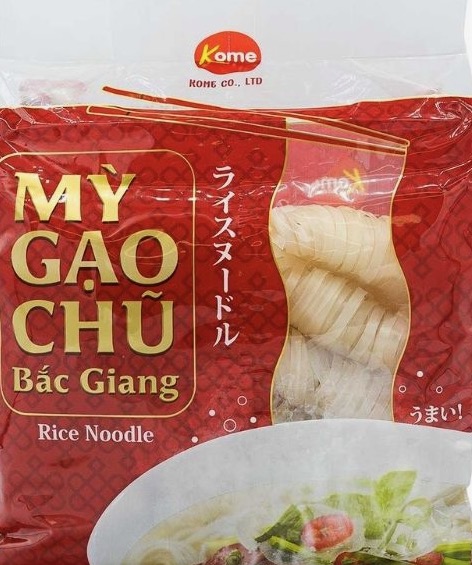 Kome
KOME CO., LTD
MỲ
GẠO
CHŨ
Bắc Giang
Rice Noodle
ライスヌードル
Kome
うまい!